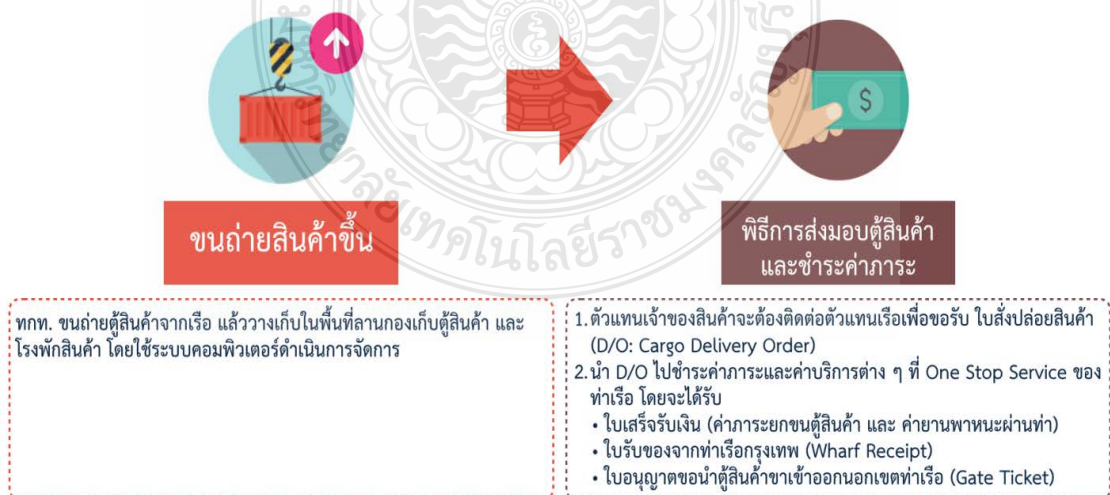 $
ขนถ่ายสินค้าขึ้น
พิธีการส่งมอบตู้สินค้า
และชำระค่าภาระ
ทกท. ขนถ่ายตู้สินค้าจากเรือ แล้ววางเก็บในพื้นที่ลานกองเก็บตู้สินค้า และ
โรงพักสินค้า โดยใช้ระบบคอมพิวเตอร์ดำเนินการจัดการ
1.ตัวแทนเจ้าของสินค้าจะต้องติดต่อตัวแทนเรือเพื่อขอรับ ใบสั่งปล่อยสินค้า
(D/O: Cargo Delivery Order)
2.นำ D/O ไปชำระค่าภาระและค่าบริการต่าง ๆ ที่ One Stop Service ของ
ท่าเรือ โดยจะได้รับ
• ใบเสร็จรับเงิน (ค่าภาระยกขนตู้สินค้า และ ค่ายานพาหนะผ่านท่า)
• ใบรับของจากท่าเรือกรุงเทพ (Wharf Receipt)
• ใบอนุญาตขอนำตู้สินค้าขาเข้าออกนอกเขตท่าเรือ (Gate Ticket)